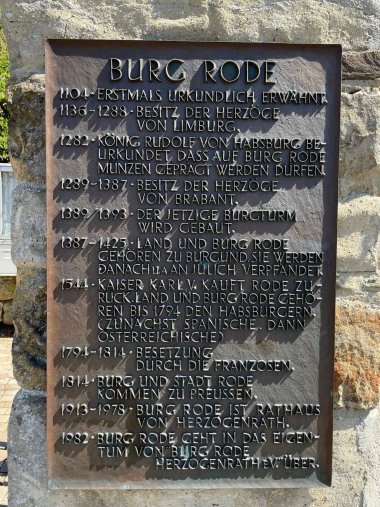 BURG RODE
1104 · ERSTMALS URKUNDLICH ERWÄHNT.
1136-1288 · BESITZ DER HERZÖGE
VON LIMBURG.
1282 · KÖNIG RUDOLF VON HABSBURG BE-
URKUNDET, DASS AUF BURG RODE
MÜNZEN GEPRÄGT WERDEN DÜRFEN.
1289-1387 · BESITZ DER HERZÖGE
VON BRABANT.
1389/1393 · DER JETZIGE BURGTURM
WIRD GEBAUT.
1387-1425 · LAND UND BURG RODE
GEHÖREN ZU BURGUND SIE WERDEN
DANACH U.A AN JÜLICH VERPFÄNDET.
1544 · KAISER KARL V. KAUFT RODE ZU-
RÜCK. LAND UND BURG RODE GEHÖ-
REN BIS 1794 DEN HABSBURGERN.
(ZUNÄCHST SPANISCHE, DANN
ÖSTERREICHISCHE)
1794-1814 · BESETZUNG
DURCH DIE FRANZOSEN.
1814 · BURG UND STADT RODE
KOMMEN ZU PREUSSEN.
1913-1978 · BURG RODE IST RATHAUS
VON HERZOGENRATH.
1982 · BURG RODE GEHT IN DAS EIGEN-
TUM VON BURG RODE
HERZOGENRATH E.V. ÜBER.